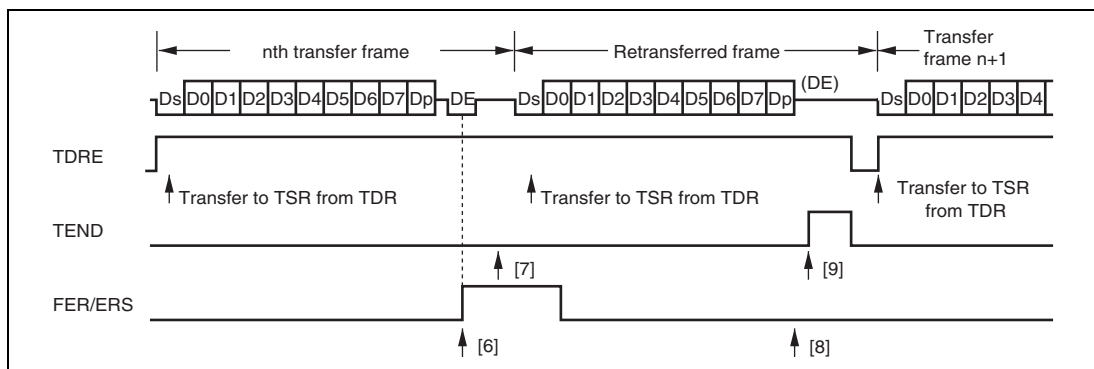 nth transfer frame
Retransferred frame
Transfer
frame n+1
Ds D0 D1 D2 D3 D4 D5 D6 D7 Dp DE
Ds D0 D1 D2 D3 D4 D5 D6 D7 Dp (DE)
Ds D0 D1 D2 D3 D4
TDRE
Transfer to TSR from TDR
Transfer to TSR from TDR
Transfer to TSR
from TDR
TEND
[7]
[9]
FER/ERS
[6]
[8]